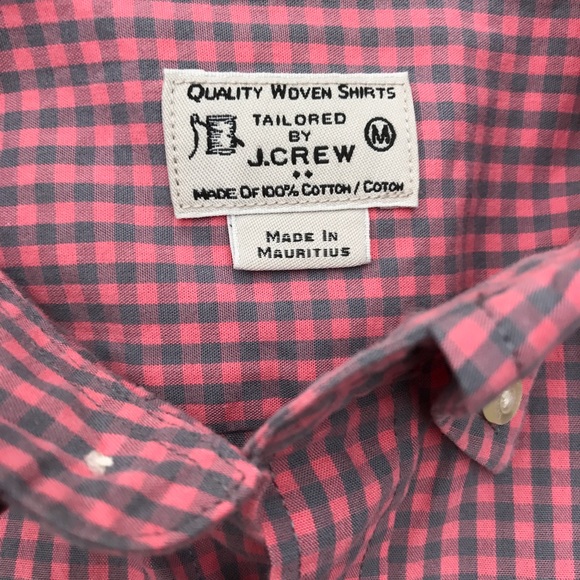 QUALITY WOVEN SHIRTS
TAILORED
BY
M
J.CREW
MADE OF 100% COTTON / COTON
MADE IN
MAURITIUS